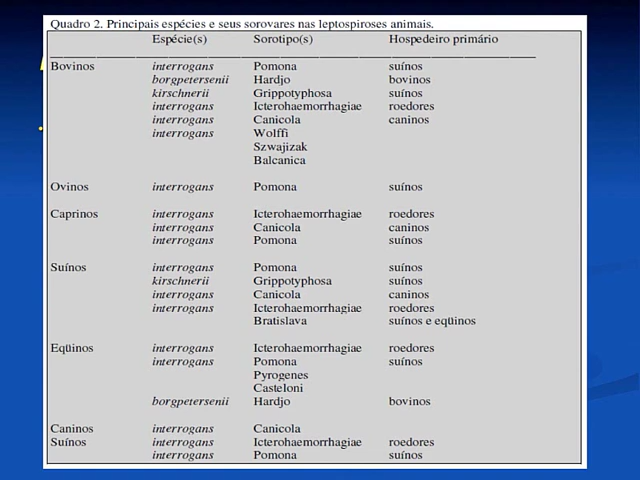 Quadro 2. Principais espécies e seus sorovares nas leptospiroses animais.
Espécie(s) Sorotipo(s) Hospedeiro primário
Bovinos interrogans Pomona suínos
borgpetersenii Hardjo bovinos
kirschnerii Grippotyphosa suínos
interrogans Icterohaemorrhagiae roedores
interrogans Canicola caninos
interrogans Wolffi
Szwajizak
Balcanica
Ovinos interrogans Pomona suínos
Caprinos interrogans Icterohaemorrhagiae roedores
interrogans Canicola caninos
interrogans Pomona suínos
Suínos interrogans Pomona suínos
kirschnerii Grippotyphosa suínos
interrogans Canicola caninos
interrogans Icterohaemorrhagiae roedores
Bratislava suínos e eqüinos
Eqüinos interrogans Icterohaemorrhagiae roedores
interrogans Pomona suínos
Pyrogenes
Casteloni
borgpetersenii Hardjo bovinos
Caninos interrogans Canicola
Suínos interrogans Icterohaemorrhagiae roedores
interrogans Pomona suínos